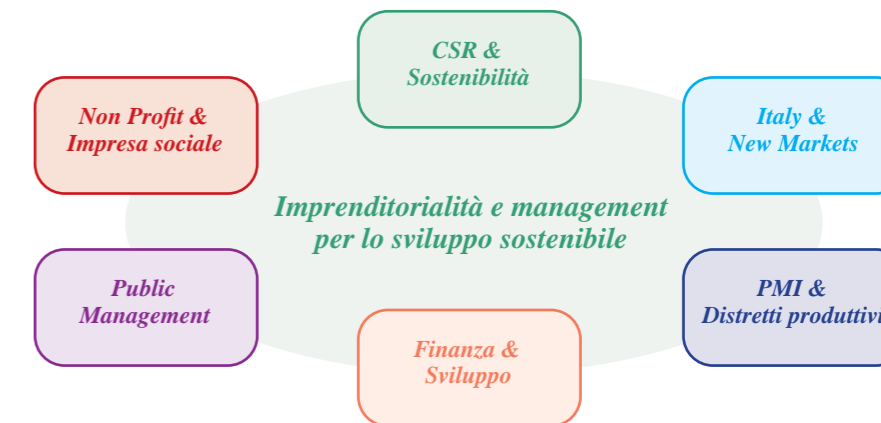 CSR &
Sostenibilità
Non Profit &
Impresa sociale
Italy &
New Markets
Imprenditorialità e management
per lo sviluppo sostenibile
Public
Management
PMI &
Distretti produttivi
Finanza &
Sviluppo